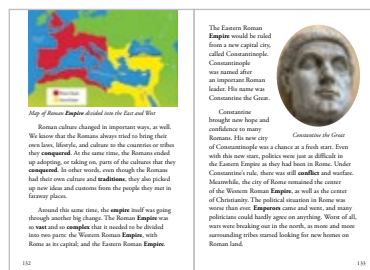 Map of Roman Empire divided into the East and West
Roman culture changed in important ways, as well.
We know that the Romans always tried to bring their
own laws, lifestyle, and culture to the countries or tribes
they conquered. At the same time, the Romans ended
up adopting, or taking on, parts of the cultures that they
conquered. In other words, even though the Romans
had their own culture and traditions, they also picked
up new ideas and customs from the people they met in
faraway places.
Around this same time, the empire itself was going
through another big change. The Roman Empire was
so vast and so complex that it needed to be divided
into two parts: the Western Roman Empire, with
Rome as its capital; and the Eastern Roman Empire.
132
The Eastern Roman
Empire would be ruled
from a new capital city,
called Constantinople.
Constantinople
was named after
an important Roman
leader. His name was
Constantine the Great.
Constantine
brought new hope and
confidence to many
Romans. His new city
Constantine the Great
of Constantinople was a chance at a fresh start. Even
with this new start, politics were just as difficult in
the Eastern Empire as they had been in Rome. Under
Constantine's rule, there was still conflict and warfare.
Meanwhile, the city of Rome remained the center
of the Western Roman Empire, as well as the center
of Christianity. The political situation in Rome was
worse than ever. Emperors came and went, and many
politicians could hardly agree on anything. Worst of all,
wars were breaking out in the north, as more and more
surrounding tribes started looking for new homes on
Roman land.
133